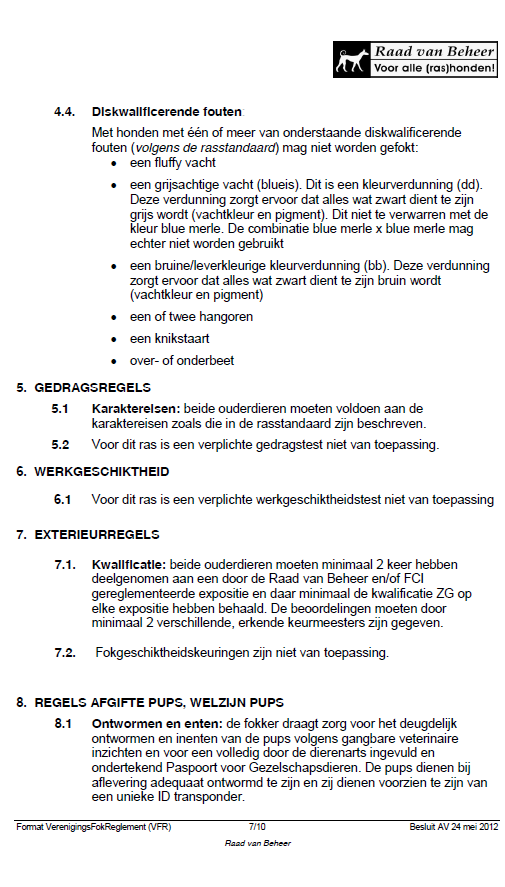 Raad van Beheer
Voor alle (ras)honden!
4.4. Diskwalificerende fouten:
Met honden met één of meer van onderstaande diskwalificerende
fouten (volgens de rasstandaard) mag niet worden gefokt:
• een fluffy vacht
• een grijsachtige vacht (blueis). Dit is een kleurverdunning (dd).
Deze verdunning zorgt ervoor dat alles wat zwart dient te zijn
grijs wordt (vachtkleur en pigment). Dit niet te verwarren met de
kleur blue merle. De combinatie blue merle x blue merle mag
echter niet worden gebruikt
• een bruine/leverkleurige kleurverdunning (bb). Deze verdunning
zorgt ervoor dat alles wat zwart dient te zijn bruin wordt
(vachtkleur en pigment)
• een of twee hangoren
• een knikstaart
• over- of onderbeet
5. GEDRAGSREGELS
5.1 Karaktereisen: beide ouderdieren moeten voldoen aan de
karaktereisen zoals die in de rasstandaard zijn beschreven.
5.2 Voor dit ras is een verplichte gedragstest niet van toepassing.
6. WERKGESCHIKTHEID
6.1 Voor dit ras is een verplichte werkgeschiktheidstest niet van toepassing
7. EXTERIEURREGELS
7.1. Kwalificatie: beide ouderdieren moeten minimaal 2 keer hebben
deelgenomen aan een door de Raad van Beheer en/of FCI
gereglementeerde expositie en daar minimaal de kwalificatie ZG op
elke expositie hebben behaald. De beoordelingen moeten door
minimaal 2 verschillende, erkende keurmeesters zijn gegeven.
7.2. Fokgeschiktheidskeuringen zijn niet van toepassing.
8. REGELS AFGIFTE PUPS, WELZIJN PUPS
8.1 Ontwormen en enten: de fokker draagt zorg voor het deugdelijk
ontwormen en inenten van de pups volgens gangbare veterinaire
inzichten en voor een volledig door de dierenarts ingevuld en
ondertekend Paspoort voor Gezelschapsdieren. De pups dienen bij
aflevering adequaat ontwormd te zijn en zij dienen voorzien te zijn van
een unieke ID transponder.
Format VerenigingsFokReglement (VFR) 7/10 Besluit AV 24 mei 2012
Raad van Beheer